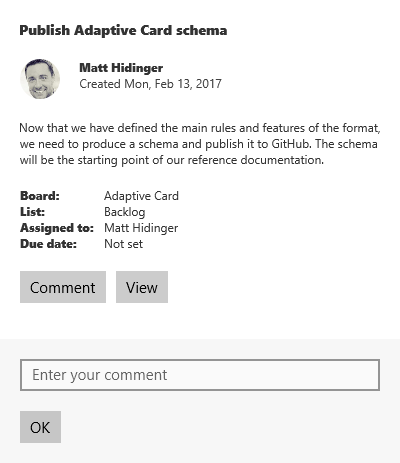 Publish Adaptive Card schema
Matt Hidinger
Created Mon, Feb 13, 2017
Now that we have defined the main rules and features of the format,
we need to produce a schema and publish it to GitHub. The schema
will be the starting point of our reference documentation.
Board: Adaptive Card
List: Backlog
Assigned to: Matt Hidinger
Due date: Not set
Comment View
Enter your comment
OK